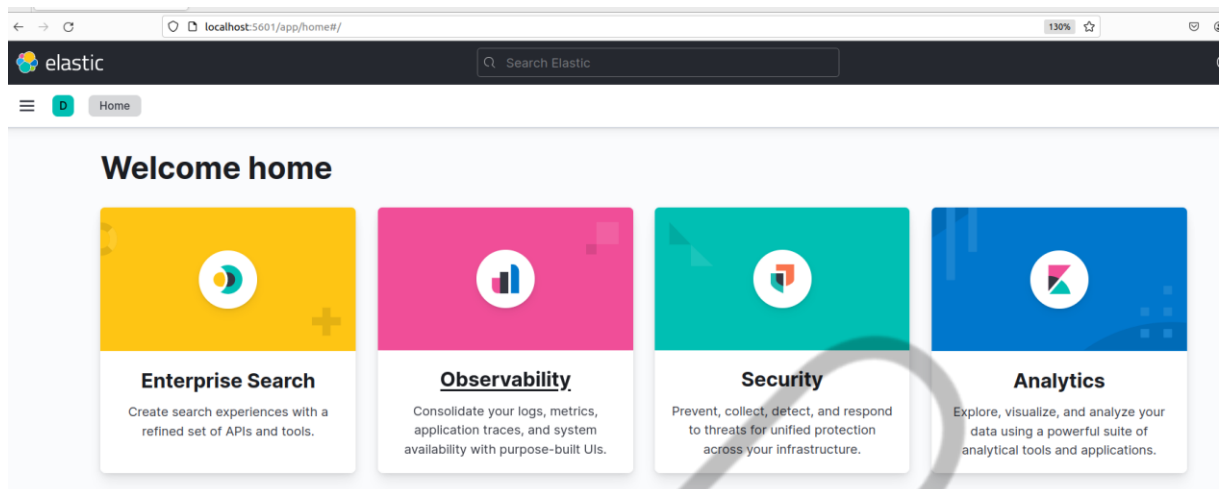 localhost:5601/app/home#/
130%
elastic
Search Elastic
D
Home
Welcome home
Enterprise Search
Create search experiences with a
refined set of APIs and tools.
Observability
Consolidate your logs, metrics,
application traces, and system
availability with purpose-built UIs.
Security
Prevent, collect, detect, and respond
to threats for unified protection
across your infrastructure.
Analytics
Explore, visualize, and analyze your
data using a powerful suite of
analytical tools and applications.